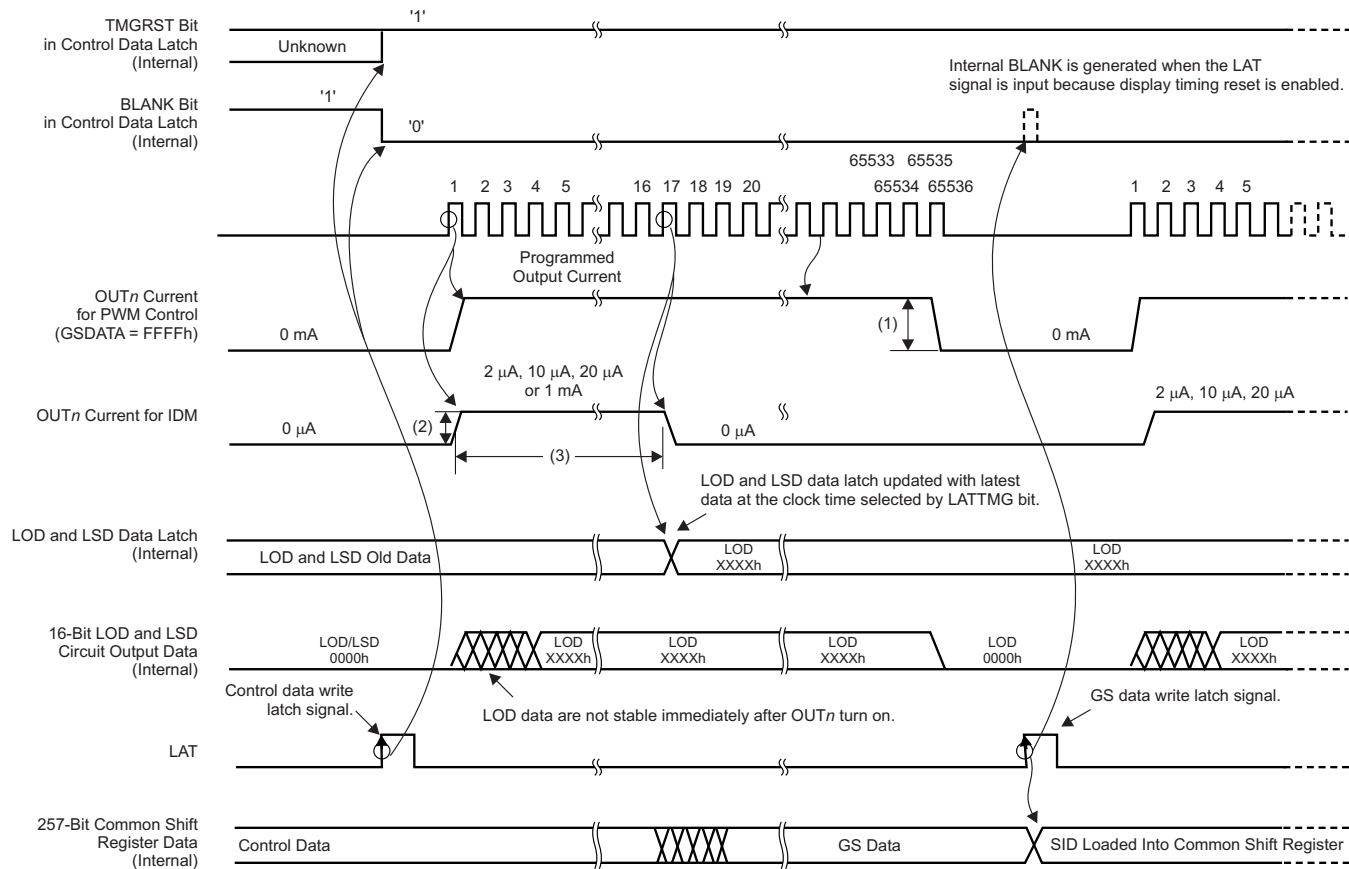 TMGRST Bit
in Control Data Latch
(Internal)
'1'
Unknown
Internal BLANK is generated when the LAT
signal is input because display timing reset is enabled.
BLANK Bit
in Control Data Latch
(Internal)
'1'
'0'
65533 65535
1 2 3 4 5 16 17 18 19 20 65534 65536 1 2 3 4 5
Programmed
Output Current
OUTn Current
for PWM Control
(GSDATA = FFFFh)
0 mA
(1)
0 mA
OUTn Current for IDM
0 μA
(2)
2 μA, 10 μA, 20 μA
or 1 mA
(3)
0 μA
2 μA, 10 μA, 20 μA
LOD and LSD data latch updated with latest
data at the clock time selected by LATTMG bit.
LOD and LSD Data Latch
(Internal)
LOD and LSD Old Data
LOD
XXXXh
LOD
XXXXh
16-Bit LOD and LSD
Circuit Output Data
(Internal)
LOD/LSD
0000h
LOD
XXXXh
LOD
XXXXh
LOD
XXXXh
LOD
0000h
LOD
XXXXh
Control data write
latch signal.
LOD data are not stable immediately after OUTn turn on.
GS data write latch signal.
LAT
257-Bit Common Shift
Register Data
(Internal)
Control Data
GS Data
SID Loaded Into Common Shift Register